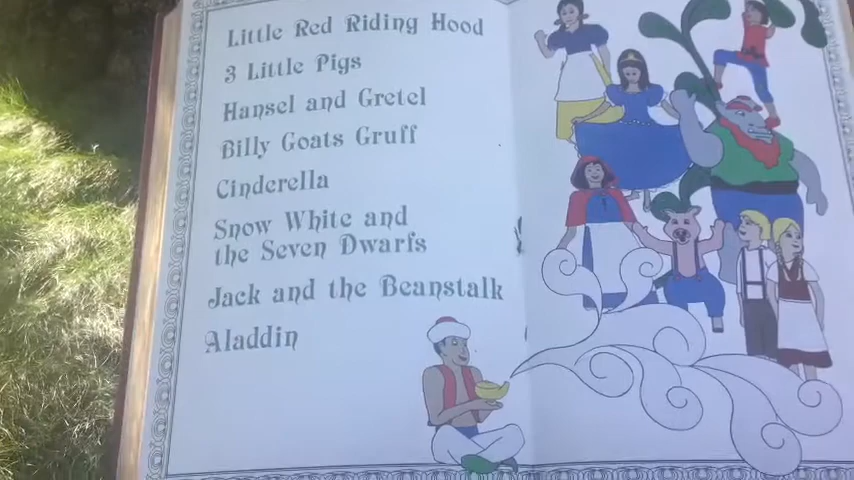 Little Red Riding Hood
3 Little Pigs
Hansel and Gretel
Billy Goats Gruff
Cinderella
Snow White and
the Seven Dwarfs
Jack and the Beanstalk
Aladdin